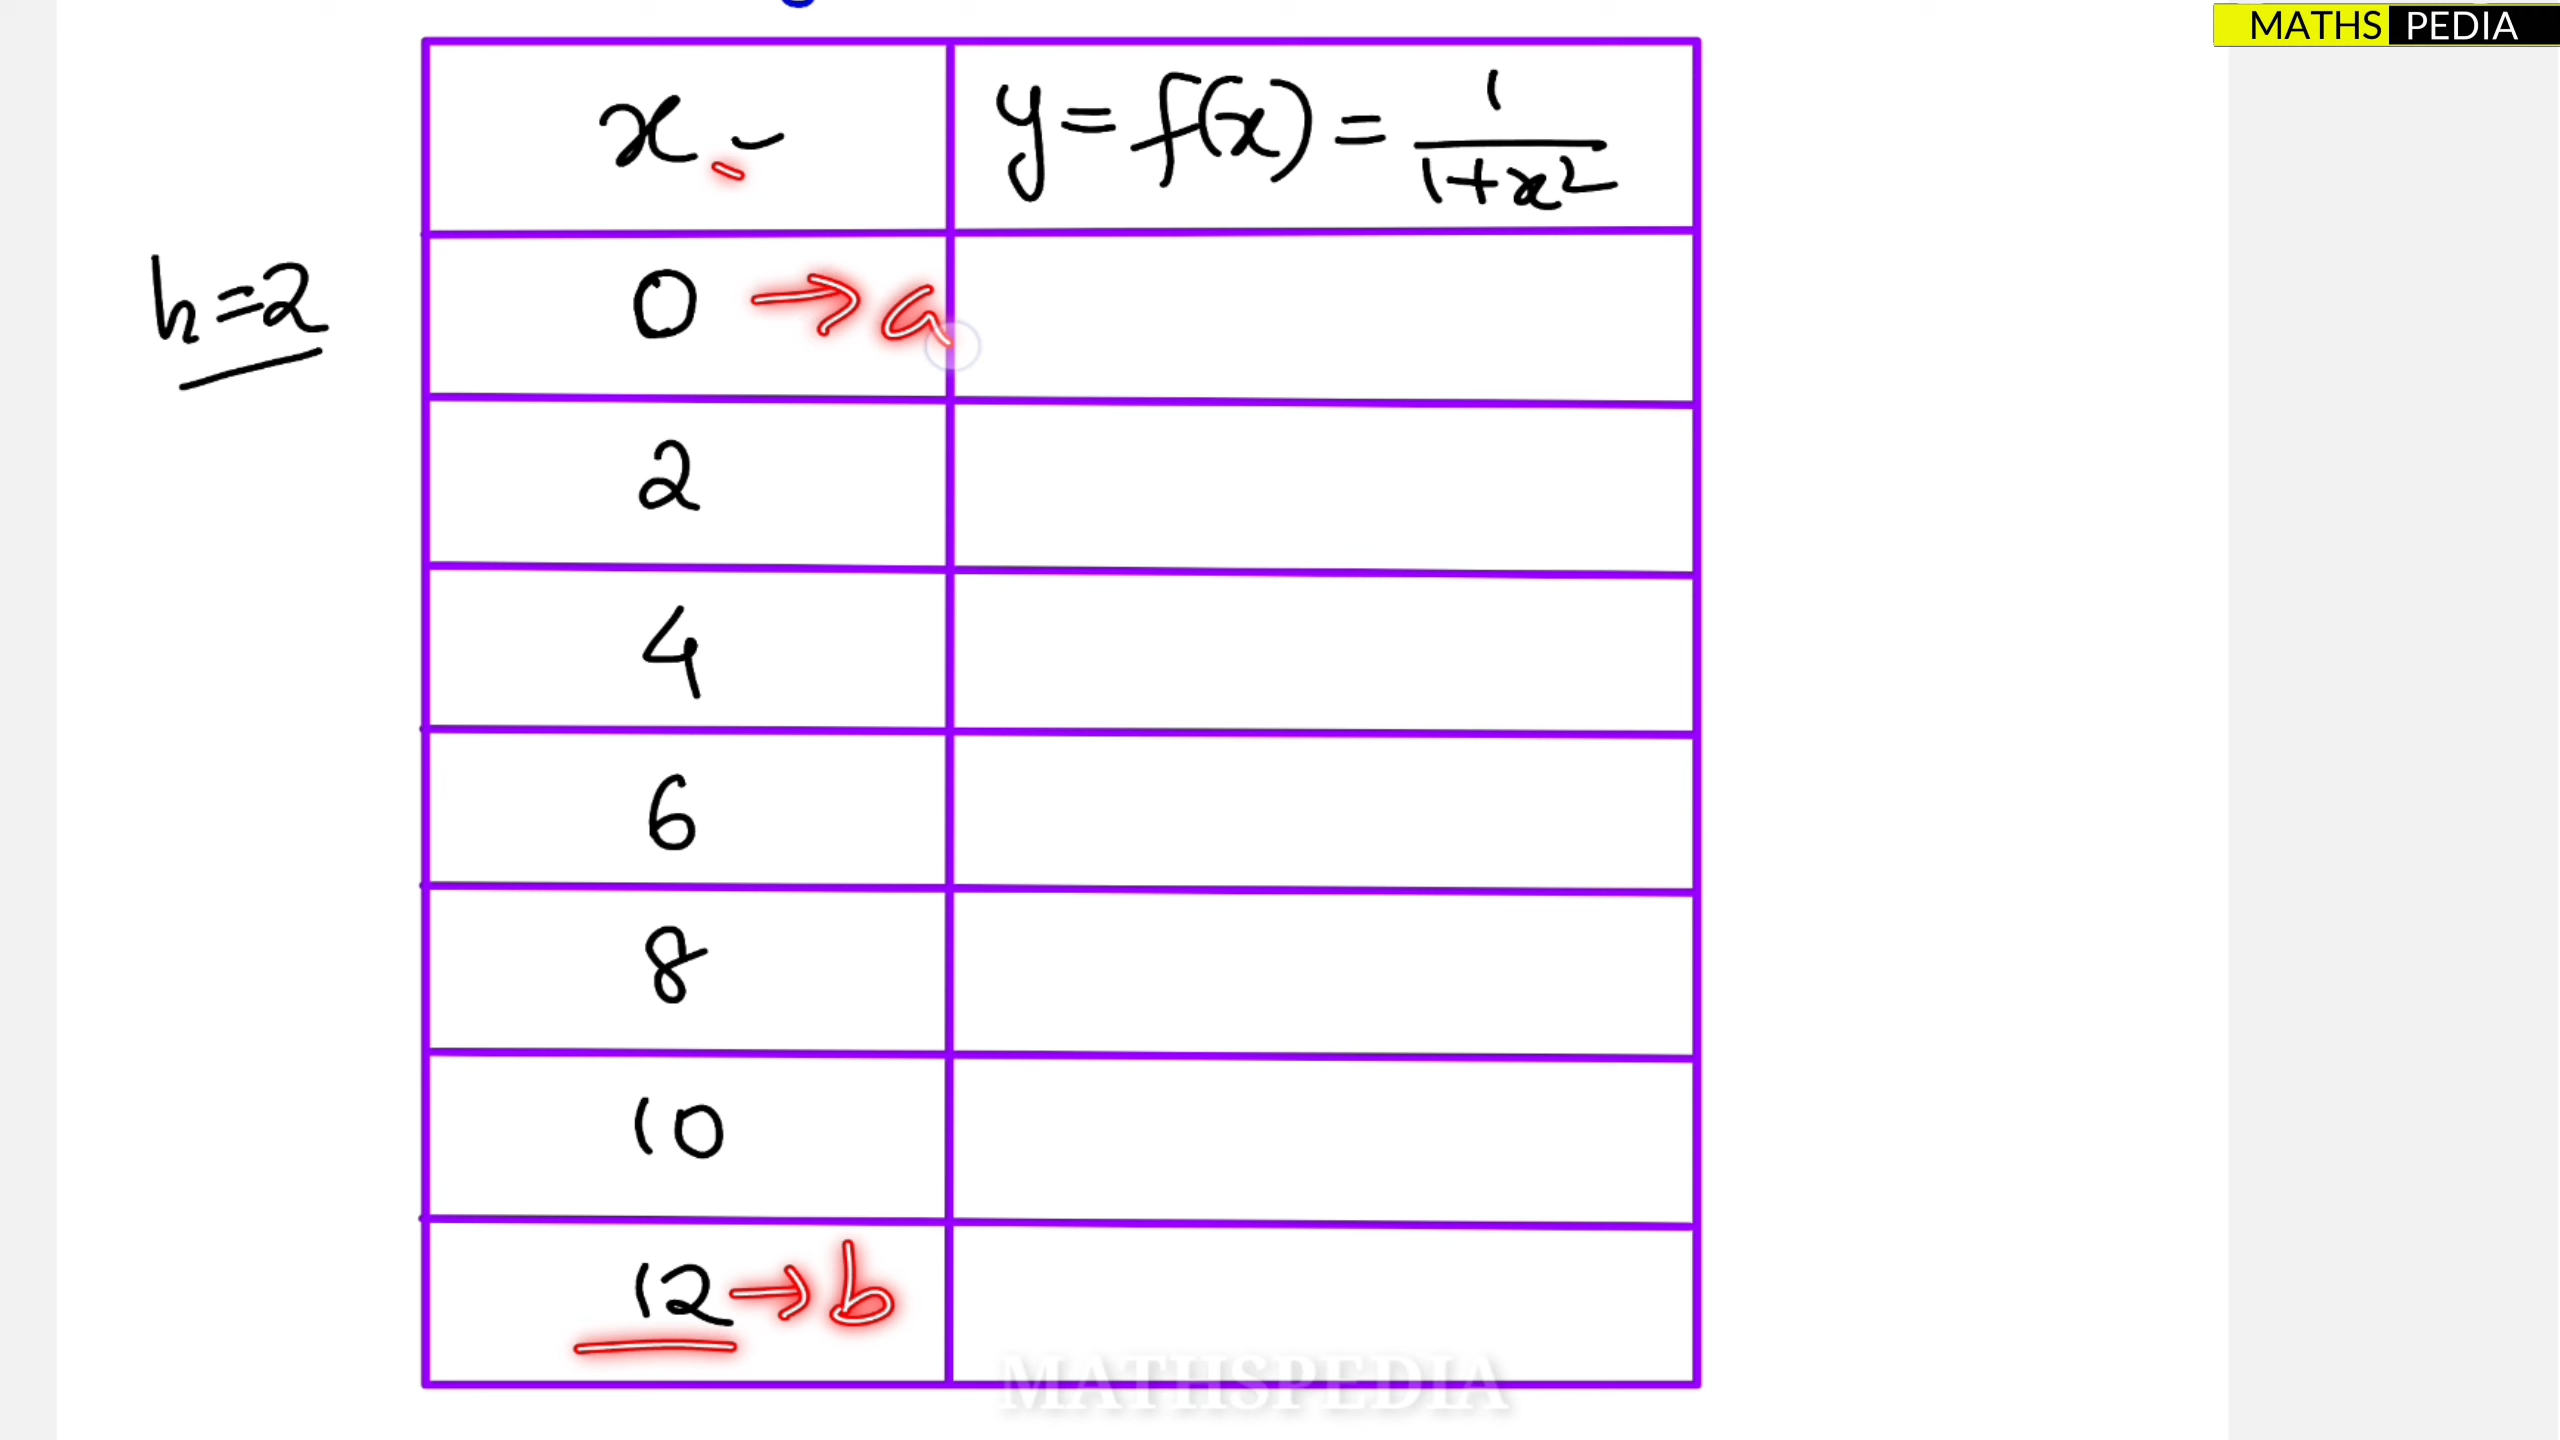 MATHS PEDIA
x - y = f(x) = 1/(1+x²)
h=2
0 → a
2
4
6
8
10
12 → b
MATHSPEDIA